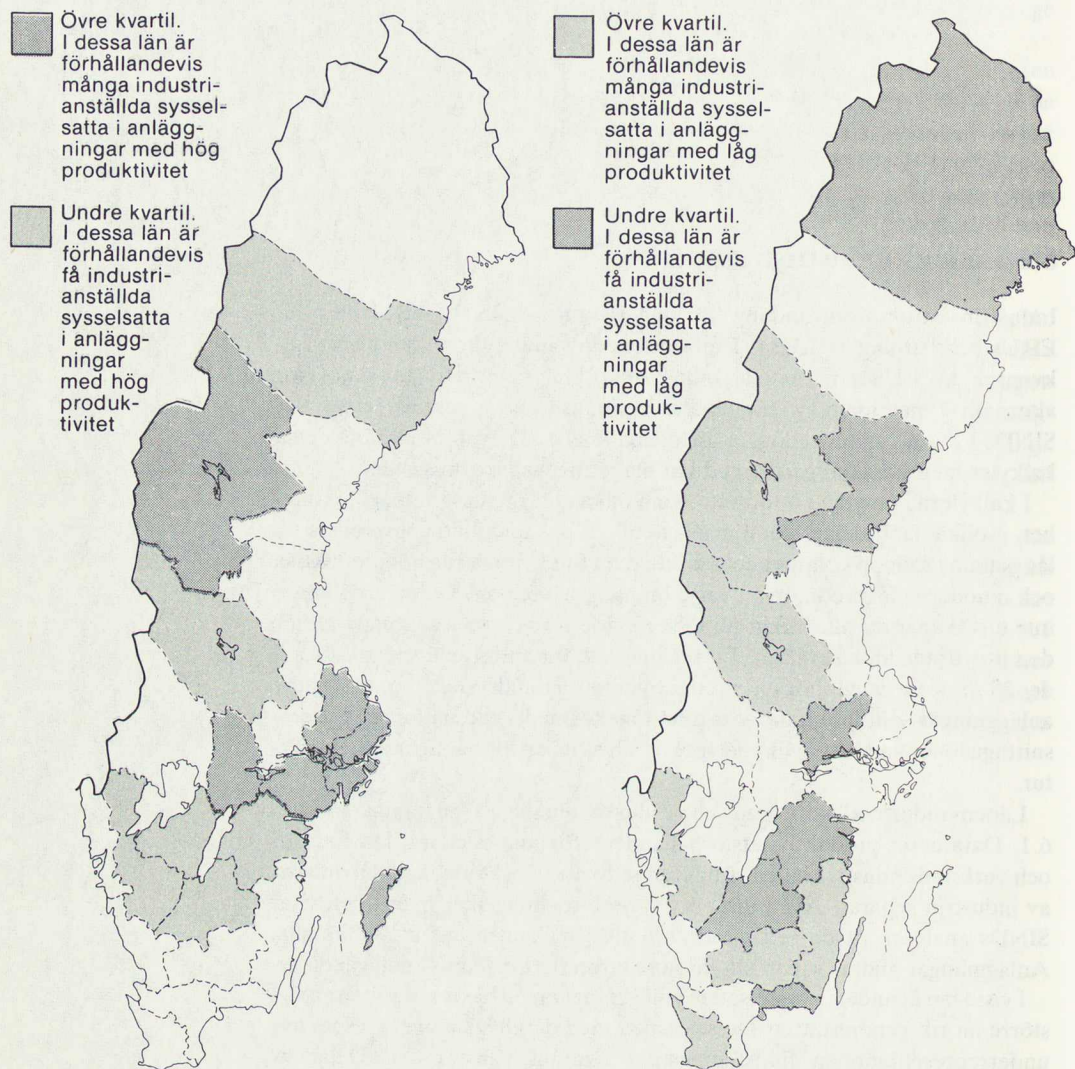 Övre kvartil.
I dessa län är
förhållandevis
många industri-
anställda syssel-
satta i anlägg-
ningar med hög
produktivitet
Undre kvartil.
I dessa län är
förhållandevis
få industri-
anställda
sysselsatta
i anlägg-
ningar
med hög
produk-
tivitet
Övre kvartil.
I dessa län är
förhållandevis
många industri-
anställda syssel-
satta i anlägg-
ningar med låg
produktivitet
Undre kvartil.
I dessa län är
förhållandevis
få industri-
anställda
sysselsatta
i anlägg-
ningar
med låg
produk-
tivitet